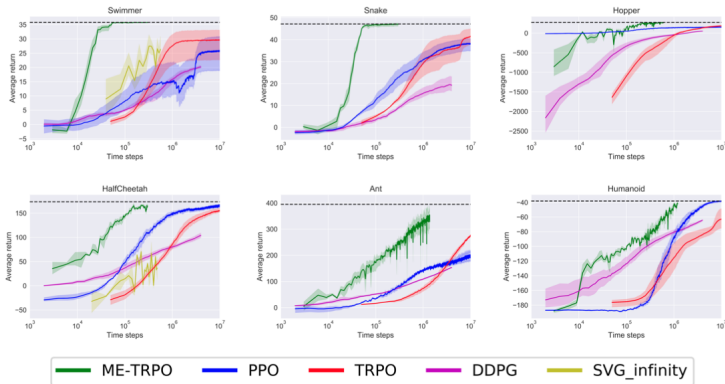 Swimmer Snake Hopper
35 30 25 20 15 10 5 0 −5
Average return
10³ 10⁴ 10⁵ 10⁶ 10⁷
Time steps
50 40 30 20 10 0
Average return
10³ 10⁴ 10⁵ 10⁶ 10⁷
Time steps
0 −500 −1000 −1500 −2000 −2500
Average return
10³ 10⁴ 10⁵ 10⁶ 10⁷
Time steps
HalfCheetah Ant Humanoid
150 100 50 0 −50
Average return
10³ 10⁴ 10⁵ 10⁶ 10⁷
Time steps
400 300 200 100 0
Average return
10³ 10⁴ 10⁵ 10⁶ 10⁷
Time steps
−40 −60 −80 −100 −120 −140 −160 −180
Average return
10³ 10⁴ 10⁵ 10⁶ 10⁷
Time steps
ME-TRPO PPO TRPO DDPG SVG_infinity